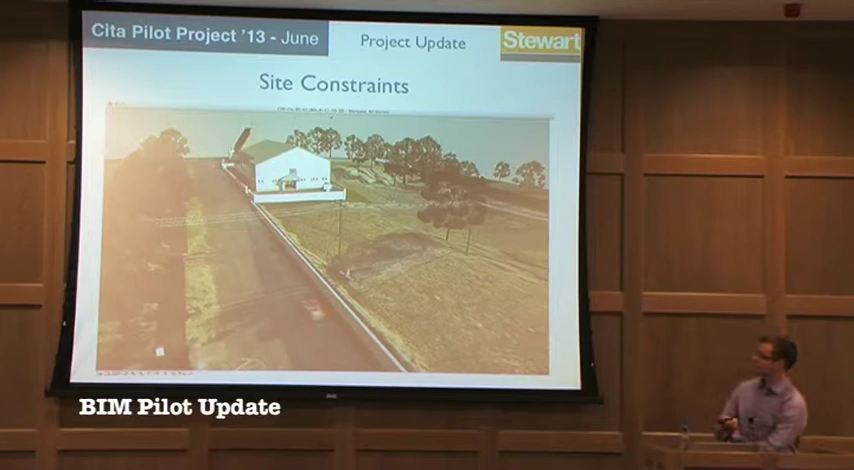 Cita Pilot Project '13 - June
Project Update
Stewart
Site Constraints
BIM Pilot Update